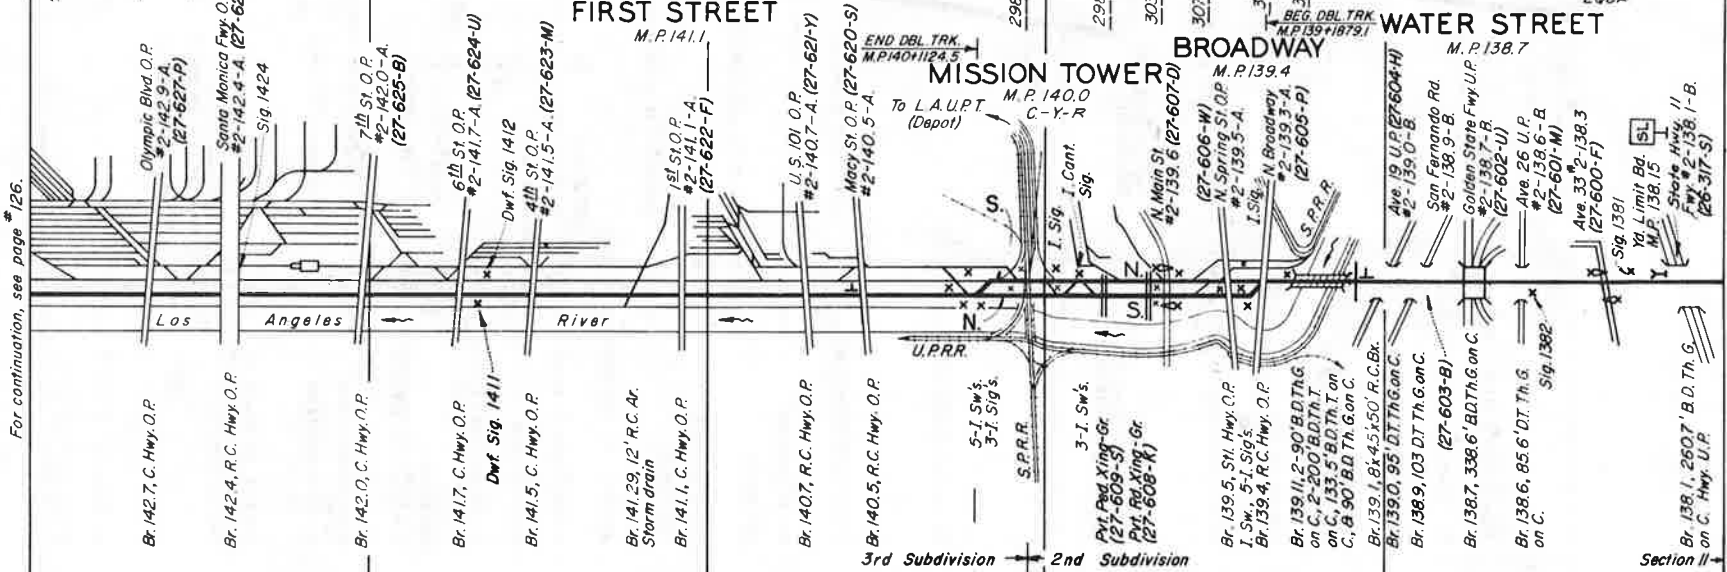 FIRST STREET
M.P. 141.1
BEG. DBL. TRK.
M.P. 139+1879.1
WATER STREET
M.P. 138.7
END DBL. TRK.
M.P. 140+1124.5
BROADWAY
M.P. 139.4
MISSION TOWER
M.P. 140.0
C.-Y.-R
To L.A.U.P.T.
(Depot)
Olympic Blvd. O.P.
#2-142.9-A.
(27-627-P)
Santa Monica Fwy. O.P.
#2-142.4-A.
Sig. 1424
7th St. O.P.
#2-142.0-A.
(27-625-B)
6th St. O.P.
#2-141.7-A. (27-624-U)
Dwf. Sig. 1412
4th St. O.P.
#2-141.5-A. (27-623-M)
1st St. O.P.
#2-141.1-A.
(27-622-F)
U.S. 101 O.P.
#2-140.7-A. (27-621-Y)
Macy St. O.P. (27-620-S)
#2-140.5-A.
S.
I. Sig.
I. Cant.
Sig.
N. Main St.
#2-139.6 (27-607-D)
(27-606-W)
N. Spring St. O.P.
#2-139.5-A.
I. Sig.
N. Broadway
#2-139.3-A.
(27-605-P)
S.P.R.R.
Ave. 19 U.P. (27-604-H)
#2-139.0-B.
San Fernando Rd.
#2-138.9-B.
Golden State Fwy. U.P.
#2-138.7-B.
(27-602-U)
Ave. 26 U.P.
#2-138.6-B.
(27-601-M)
Ave. 33 #2-138.3
(27-600-F)
Sig. 1381
SL
Yd. Limit Bd.
M.P. 138.15
State Hwy. 11
Fwy. #2-138.1-B.
(26-317-S)
For continuation, see page #126.
Los Angeles River
N.
S.
N.
U.P.R.R.
S.P.R.R.
Br. 142.7, C. Hwy. O.P.
Br. 142.4, R.C. Hwy. O.P.
Br. 142.0, C. Hwy. O.P.
Br. 141.7, C. Hwy. O.P.
Dwf. Sig. 1411
Br. 141.5, C. Hwy. O.P.
Br. 141.29, 12' R.C. Ar.
Storm drain
Br. 141.1, C. Hwy. O.P.
Br. 140.7, R.C. Hwy. O.P.
Br. 140.5, R.C. Hwy. O.P.
5-I. Sw's.
3-I. Sig's.
3-I. Sw's.
Pvt. Ped. Xing-Gr.
(27-609-S)
Pvt. Rd. Xing-Gr.
(27-608-K)
Br. 139.5, Stl. Hwy. O.P.
I. Sw., 5-I. Sig's.
Br. 139.4, R.C. Hwy. O.P.
Br. 139.11, 2-90' B.D.Th.G.
on C., 2-200' B.D.Th.T.
on C., 133.5' B.D.Th.T. on
C., & 90' B.D. Th. G. on C.
Br. 139.1, 8'x4.5'x50' R.C.Bx.
Br. 139.0, 95' D.T.Th.G. on C.
Br. 138.9, 103' D.T. Th. G. on C.
(27-603-B)
Br. 138.7, 338.6' B.D.Th.G. on C.
Br. 138.6, 85.6' D.T. Th. G.
on C.
Sig. 1382
Br. 138.1, 260.7' B.D. Th. G.
on C. Hwy. U.P.
3rd Subdivision
2nd Subdivision
Section 11